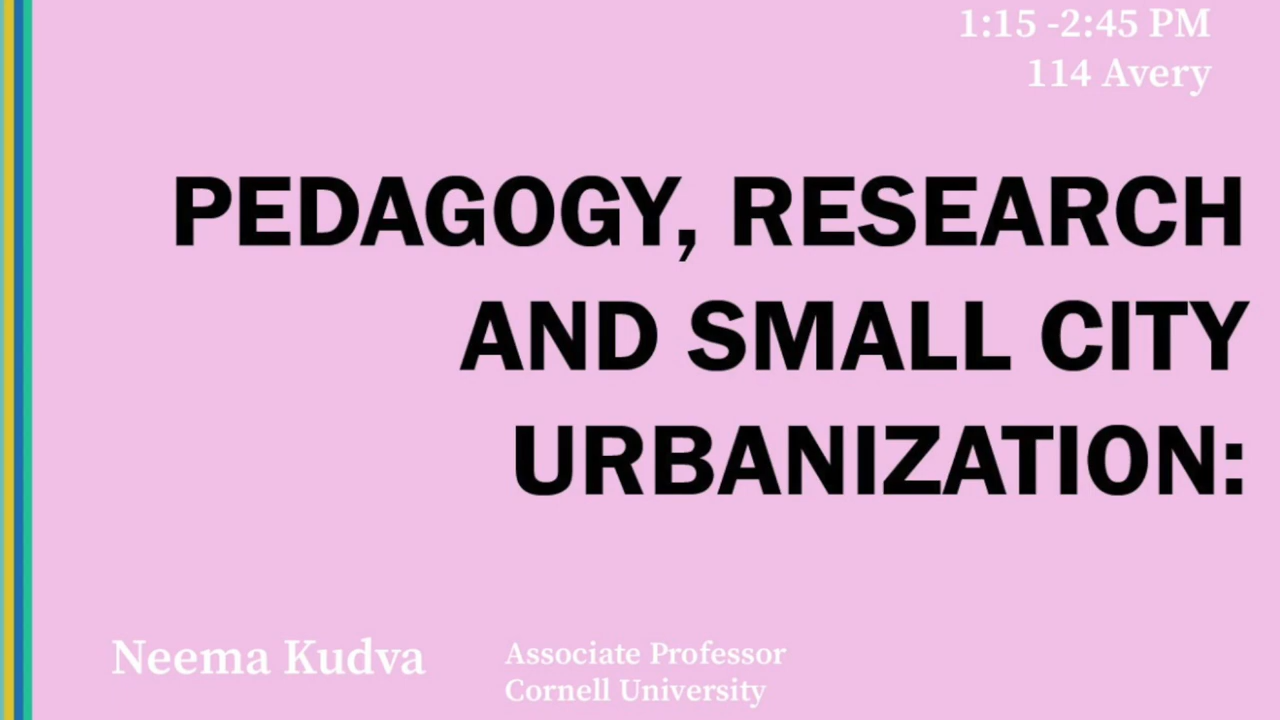 1:15 -2:45 PM
114 Avery
PEDAGOGY, RESEARCH
AND SMALL CITY
URBANIZATION:
Neema Kudva
Associate Professor
Cornell University